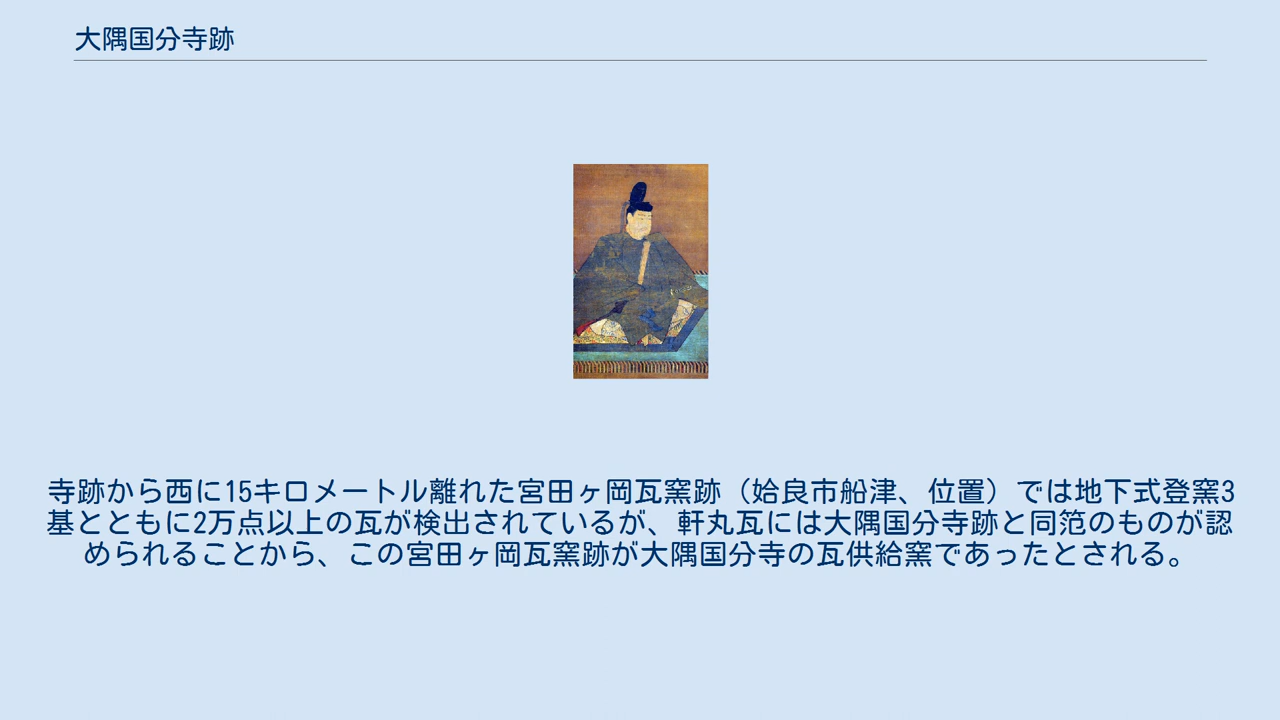 大隅国分寺跡
寺跡から西に15キロメートル離れた宮田ヶ岡瓦窯跡（姶良市船津、位置）では地下式登窯3
基とともに2万点以上の瓦が検出されているが、軒丸瓦には大隅国分寺跡と同笵のものが認
められることから、この宮田ヶ岡瓦窯跡が大隅国分寺の瓦供給窯であったとされる。